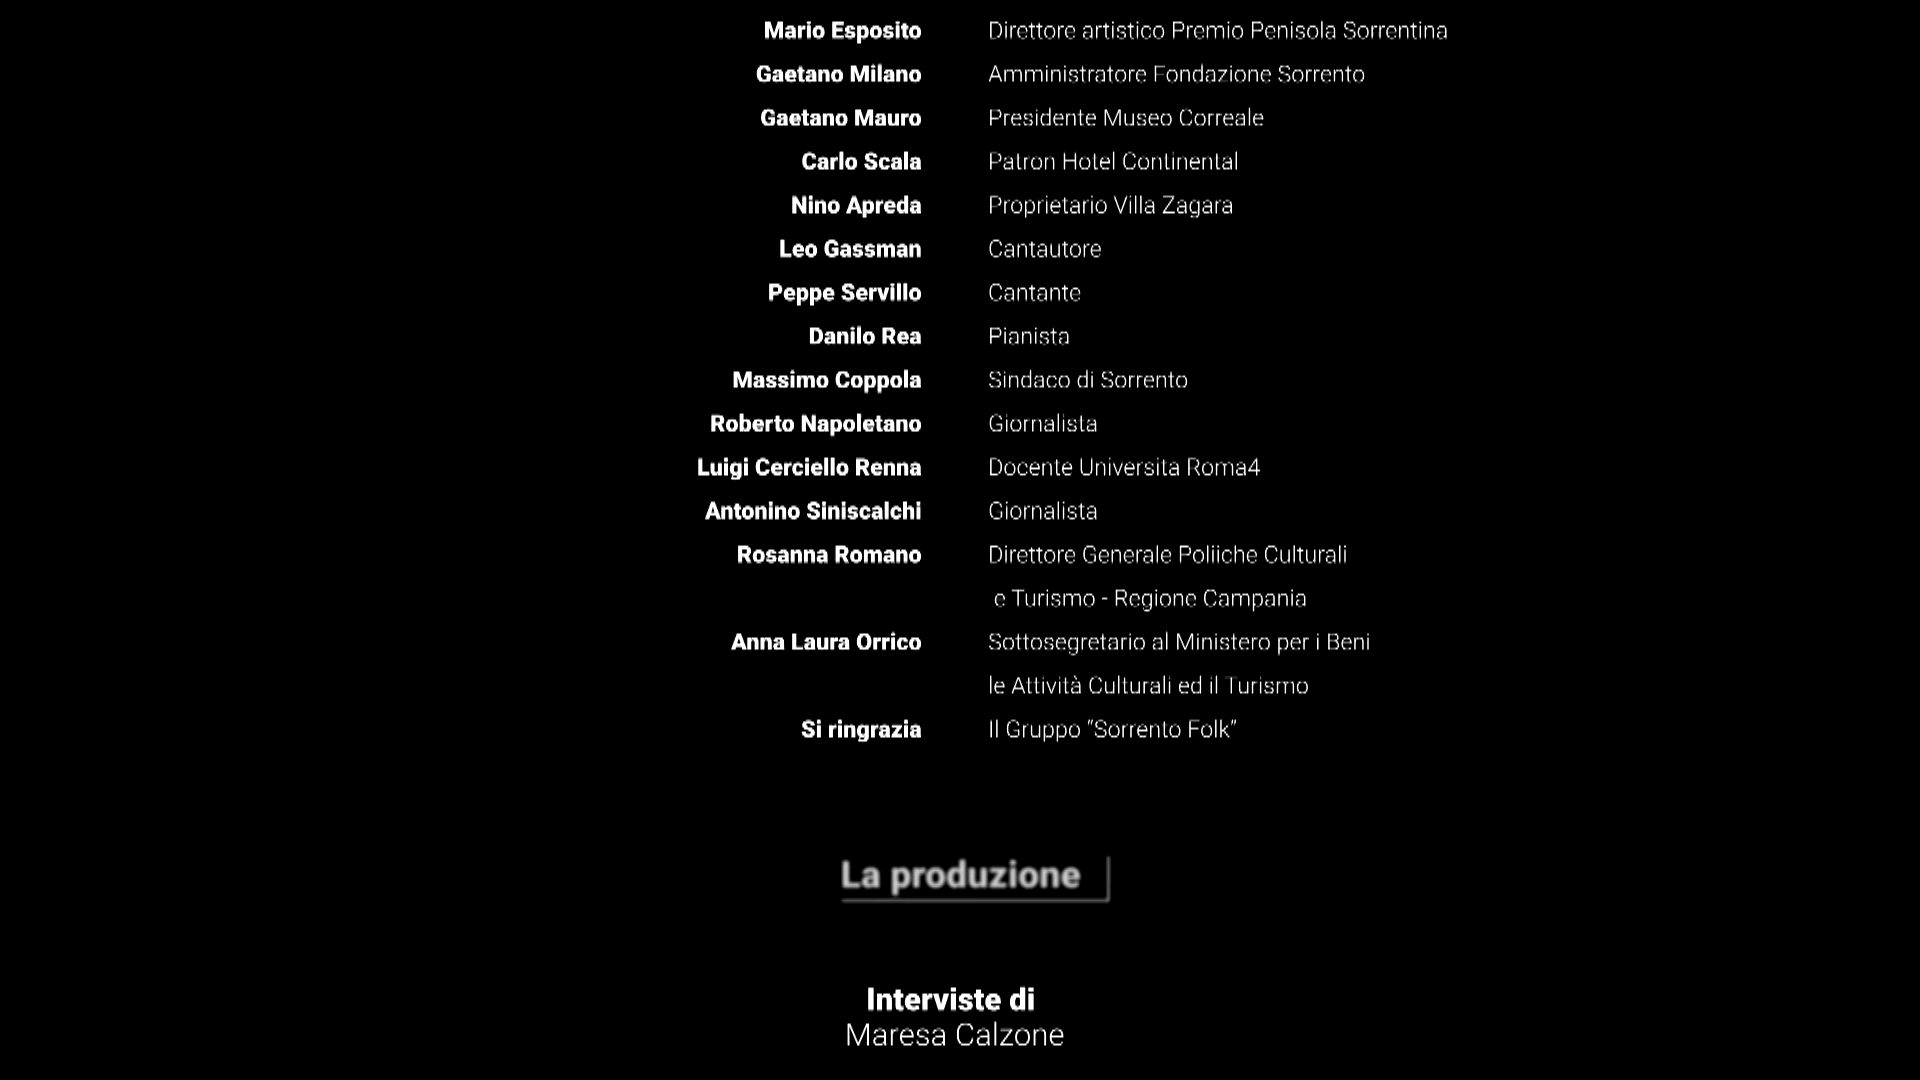 Mario Esposito Direttore artistico Premio Penisola Sorrentina
Gaetano Milano Amministratore Fondazione Sorrento
Gaetano Mauro Presidente Museo Correale
Carlo Scala Patron Hotel Continental
Nino Apreda Proprietario Villa Zagara
Leo Gassman Cantautore
Peppe Servillo Cantante
Danilo Rea Pianista
Massimo Coppola Sindaco di Sorrento
Roberto Napoletano Giornalista
Luigi Cerciello Renna Docente Universita Roma4
Antonino Siniscalchi Giornalista
Rosanna Romano Direttore Generale Poliiche Culturali
e Turismo - Regione Campania
Anna Laura Orrico Sottosegretario al Ministero per i Beni
le Attività Culturali ed il Turismo
Si ringrazia Il Gruppo “Sorrento Folk”
La produzione
Interviste di
Maresa Calzone